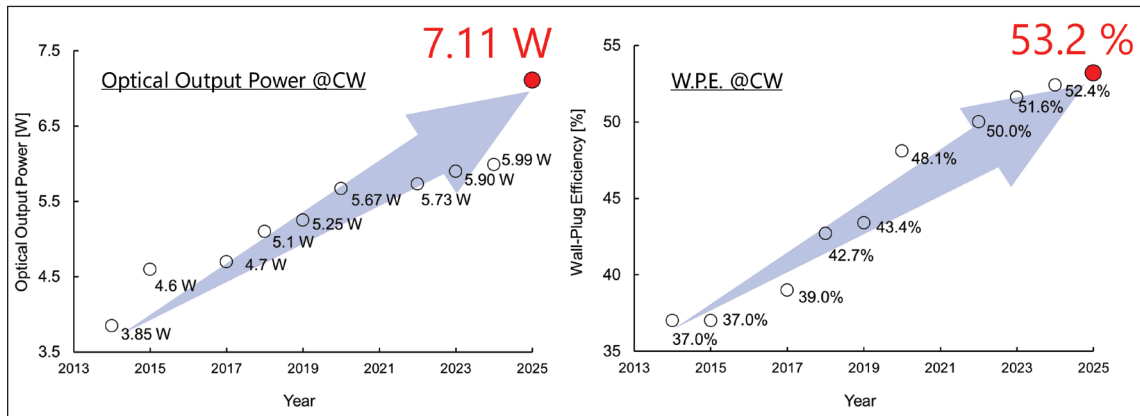 7.11 W
Optical Output Power @CW
Optical Output Power [W]
7.5
6.5
5.5
4.5
3.5
3.85 W
4.6 W
4.7 W
5.1 W
5.25 W
5.67 W
5.73 W
5.90 W
5.99 W
2013
2015
2017
2019
2021
2023
2025
Year
53.2 %
W.P.E. @CW
Wall-Plug Efficiency [%]
55%
50%
45%
40%
35%
37.0%
37.0%
39.0%
42.7%
43.4%
48.1%
50.0%
51.6%
52.4%
2013
2015
2017
2019
2021
2023
2025
Year